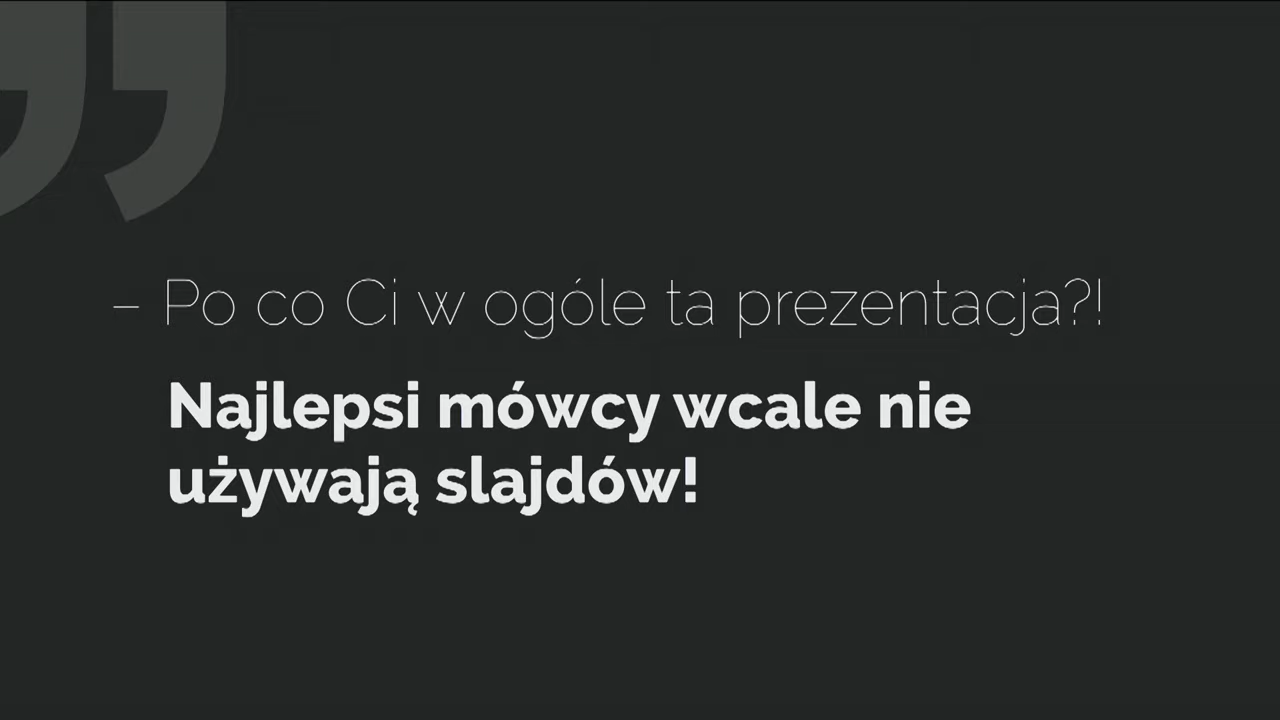 – Po co Ci w ogóle ta prezentacja?!
Najlepsi mówcy wcale nie
używają slajdów!